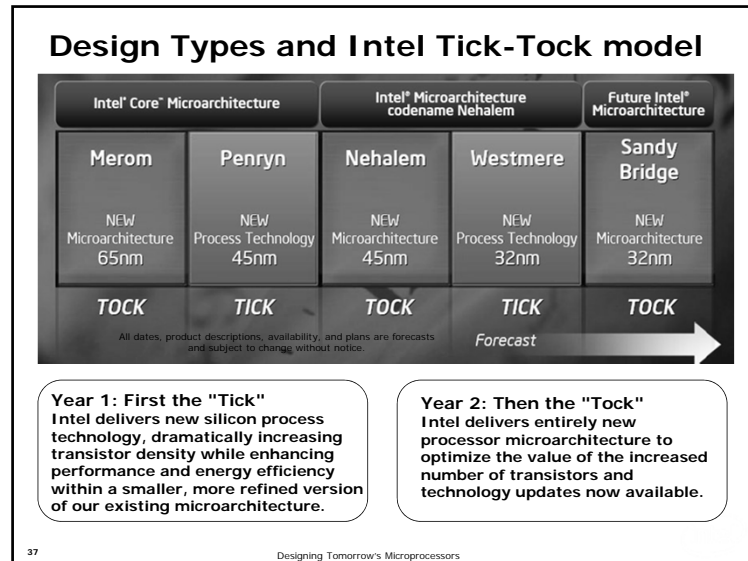 Design Types and Intel Tick-Tock model
Intel® Core™ Microarchitecture
Intel® Microarchitecture
codename Nehalem
Future Intel®
Microarchitecture
Merom
NEW
Microarchitecture
65nm
TOCK
Penryn
NEW
Process Technology
45nm
TICK
Nehalem
NEW
Microarchitecture
45nm
TOCK
Westmere
NEW
Process Technology
32nm
TICK
Sandy
Bridge
NEW
Microarchitecture
32nm
TOCK
All dates, product descriptions, availability, and plans are forecasts
and subject to change without notice.
Forecast
Year 1: First the "Tick"
Intel delivers new silicon process
technology, dramatically increasing
transistor density while enhancing
performance and energy efficiency
within a smaller, more refined version
of our existing microarchitecture.
Year 2: Then the "Tock"
Intel delivers entirely new
processor microarchitecture to
optimize the value of the increased
number of transistors and
technology updates now available.
37
Designing Tomorrow's Microprocessors